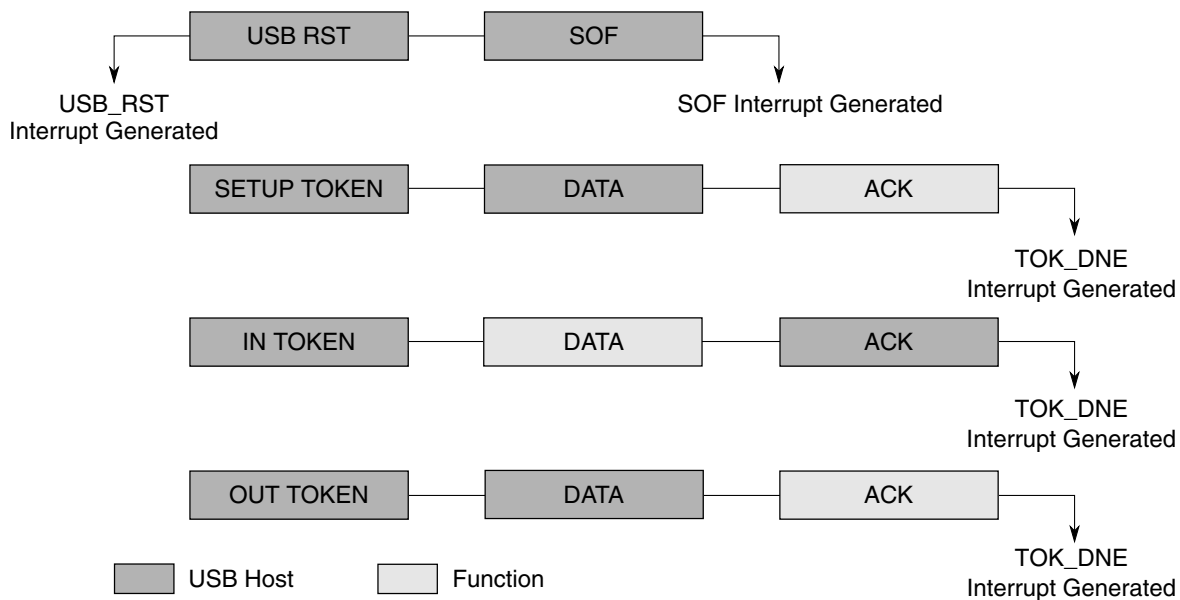 USB RST
SOF
USB_RST
Interrupt Generated
SOF Interrupt Generated
SETUP TOKEN
DATA
ACK
TOK_DNE
Interrupt Generated
IN TOKEN
DATA
ACK
TOK_DNE
Interrupt Generated
OUT TOKEN
DATA
ACK
TOK_DNE
Interrupt Generated
USB Host
Function